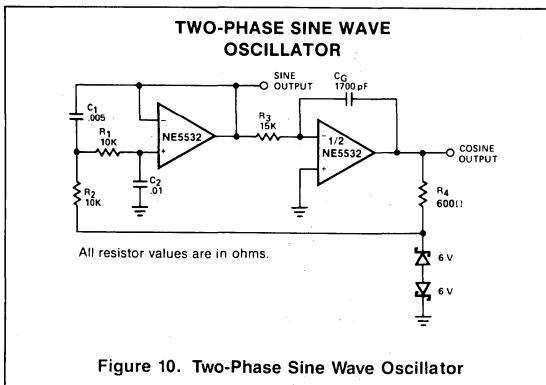 TWO-PHASE SINE WAVE
OSCILLATOR
SINE
OUTPUT
C1
.005
R1
10K
NE5532
−
+
R3
15K
CG
1700 pF
−
1/2
NE5532
+
COSINE
OUTPUT
R2
10K
C2
.01
R4
600Ω
All resistor values are in ohms.
6 V
6 V
Figure 10. Two-Phase Sine Wave Oscillator